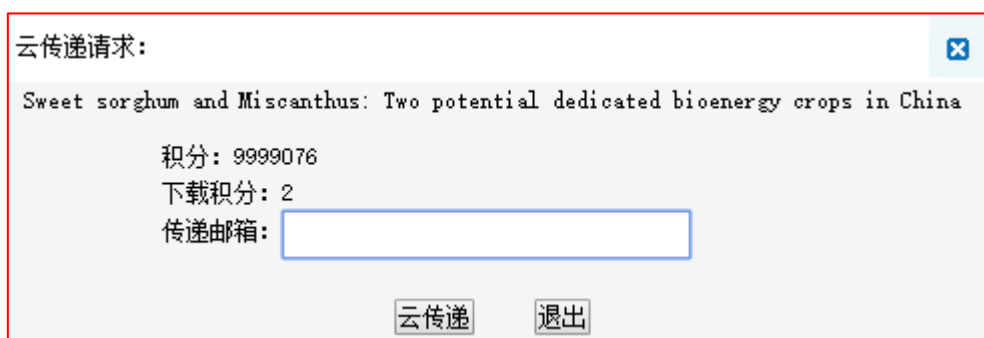 云传递请求:
Sweet sorghum and Miscanthus: Two potential dedicated bioenergy crops in China
积分: 9999076
下载积分: 2
传递邮箱:
云传递 退出